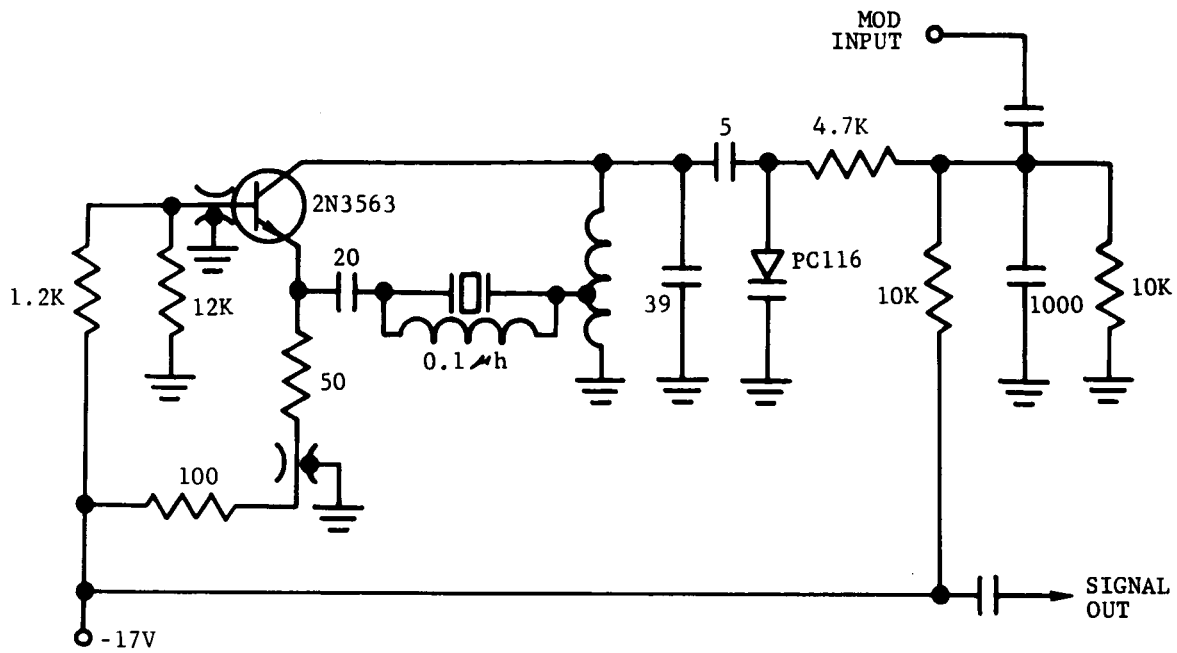 MOD
INPUT
5
4.7K
2N3563
20
PC116
1.2K
12K
39
10K
1000
10K
0.1 μh
50
100
SIGNAL
OUT
-17V